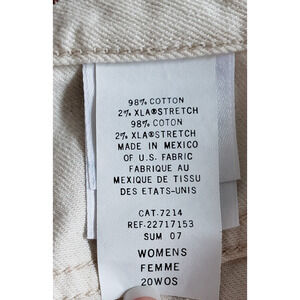 98% COTTON
2% XLA®STRETCH
98% COTTON
2% XLA®STRETCH
MADE IN MEXICO
OF U.S. FABRIC
FABRIQUE AU
MEXIQUE DE TISSU
DES ETATS-UNIS
CAT.7214
REF.22717153
SUM 07
WOMENS
FEMME
20WOS